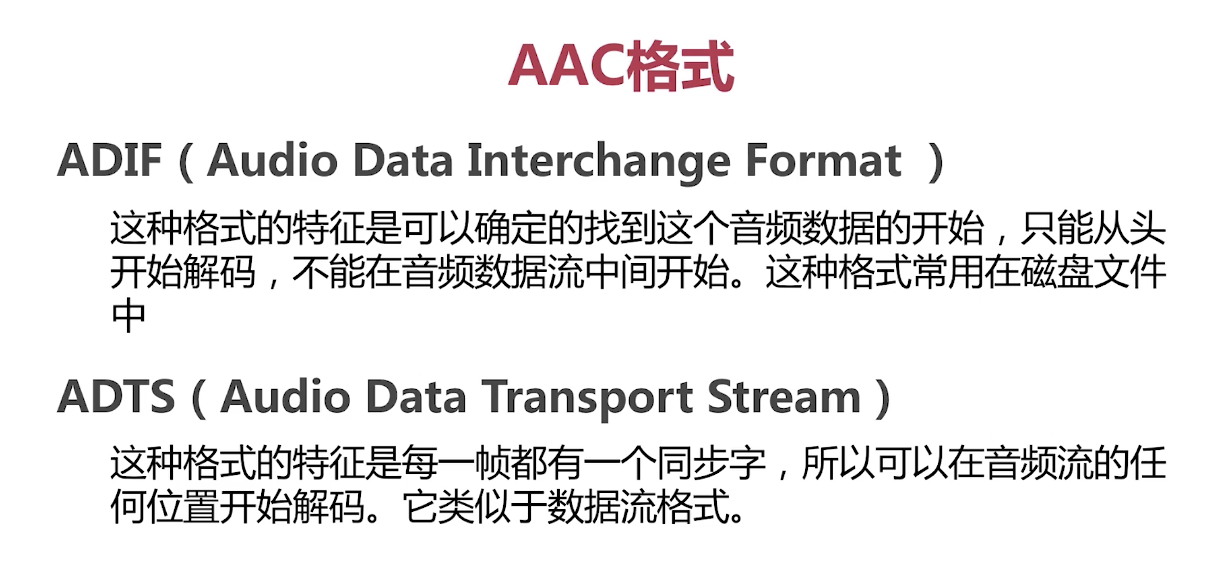 AAC格式
ADIF（Audio Data Interchange Format ）
这种格式的特征是可以确定的找到这个音频数据的开始，只能从头
开始解码，不能在音频数据流中间开始。这种格式常用在磁盘文件
中
ADTS（Audio Data Transport Stream）
这种格式的特征是每一帧都有一个同步字，所以可以在音频流的任
何位置开始解码。它类似于数据流格式。